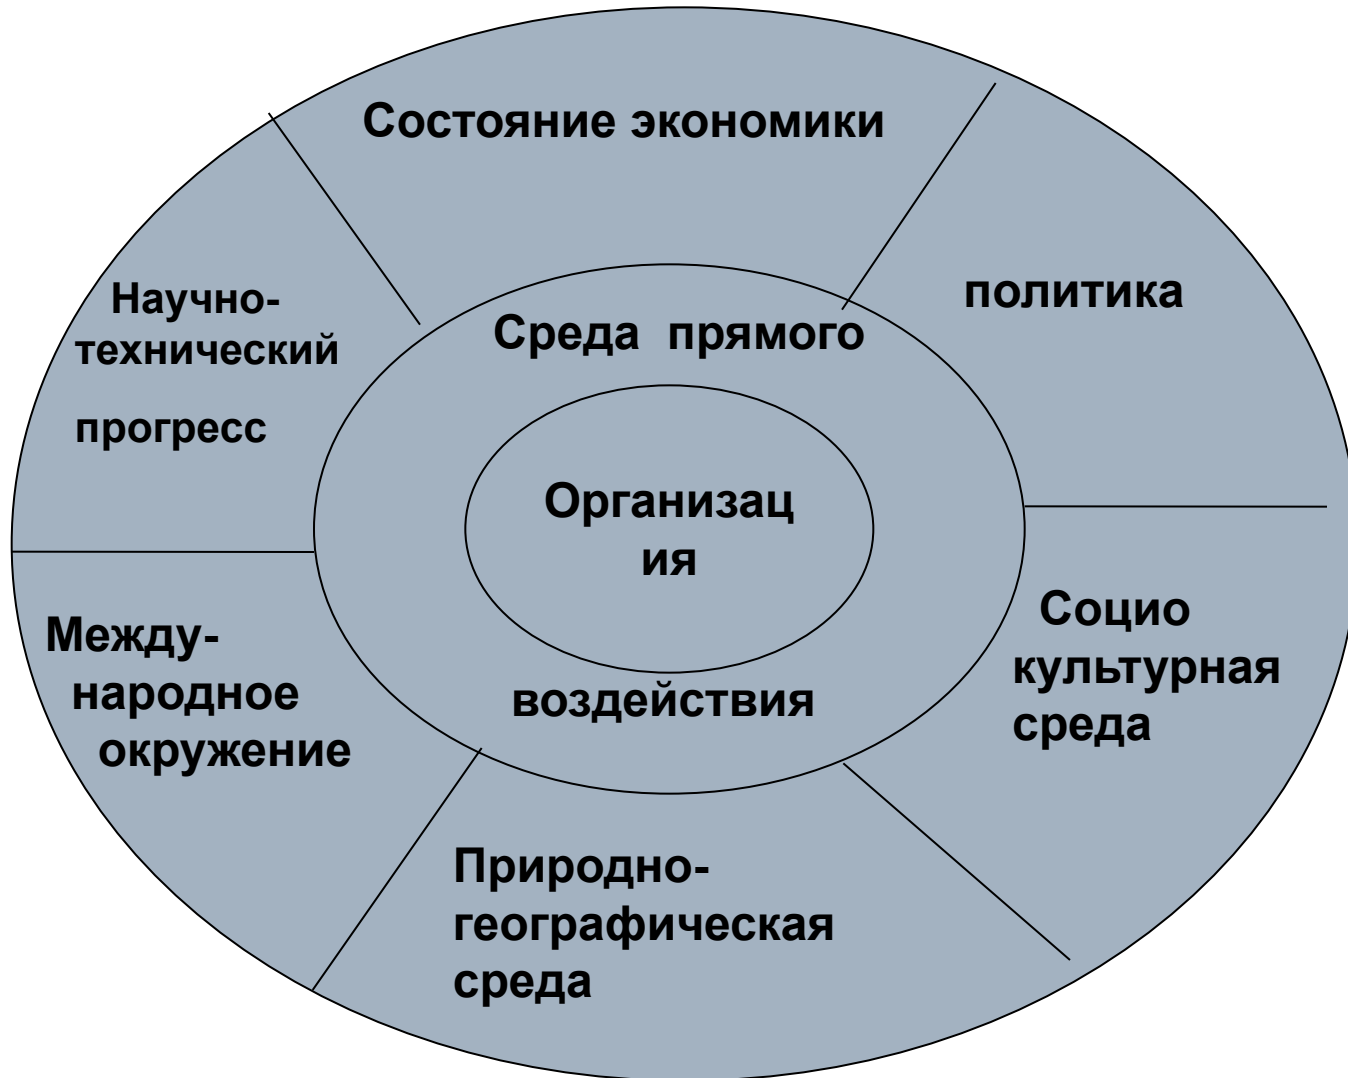 Состояние экономики
политика
Научно-
технический
прогресс
Среда прямого
Организац
ия
воздействия
Между-
народное
окружение
Социо
культурная
среда
Природно-
географическая
среда